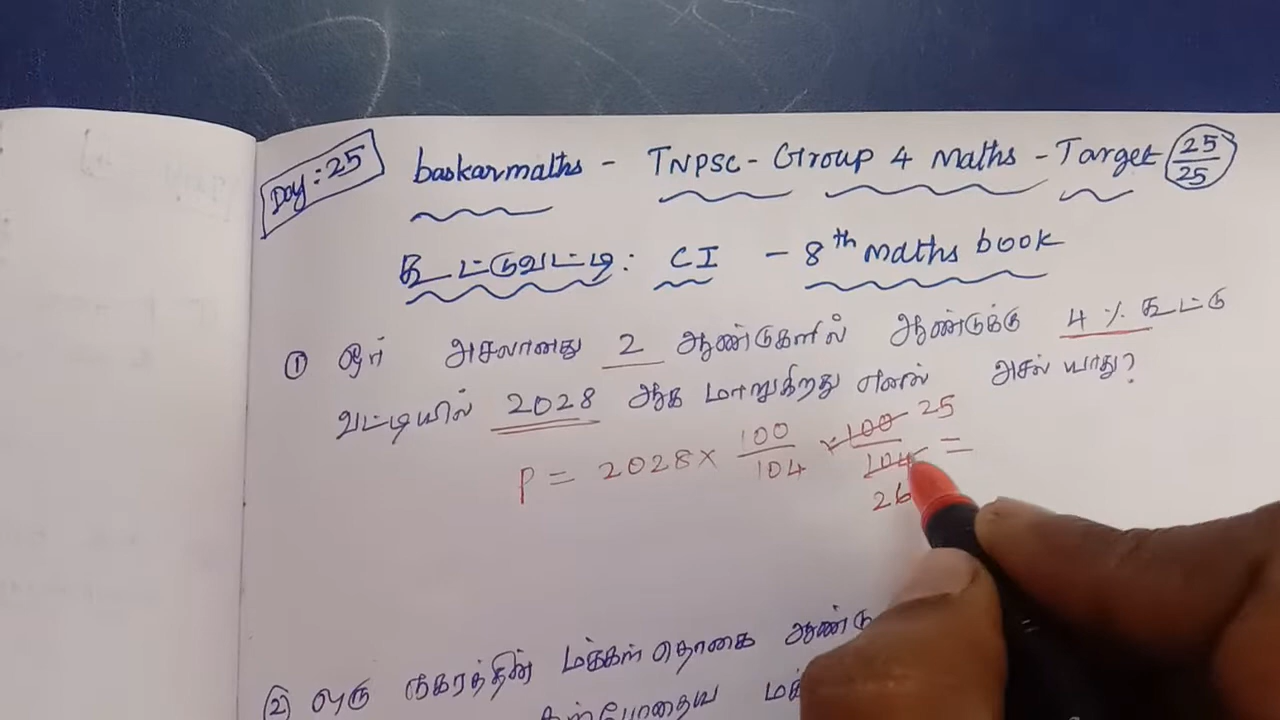 Day: 25
baskarmaths - TNPSC - Group 4 Maths - Target 25/25
கூட்டுவட்டி: CI - 8th maths book
① ஓர் அசலானது 2 ஆண்டுகளில் ஆண்டுக்கு 4% கூட்டு
வட்டியில் 2028 ஆக மாறுகிறது எனில் அசல் யாது?
P = 2028 × 100/104 × 100/104 =
25
26
② ஒரு நகரத்தின் மக்கள் தொகை ஆண்டு